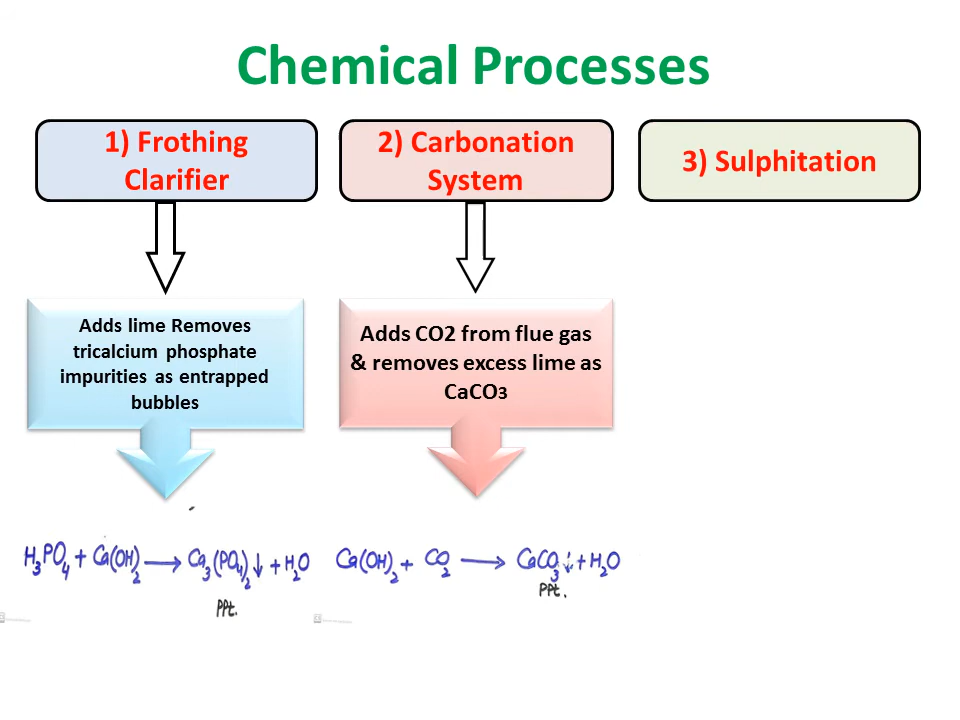 Chemical Processes
1) Frothing
Clarifier
2) Carbonation
System
3) Sulphitation
Adds lime Removes
tricalcium phosphate
impurities as entrapped
bubbles
Adds CO2 from flue gas
& removes excess lime as
CaCO3
H₃PO₄ + Ca(OH)₂ ⟶ Ca₃(PO₄)₂↓ + H₂O
PPt.
Ca(OH)₂ + CO₂ ⟶ CaCO₃↓ + H₂O
PPt.